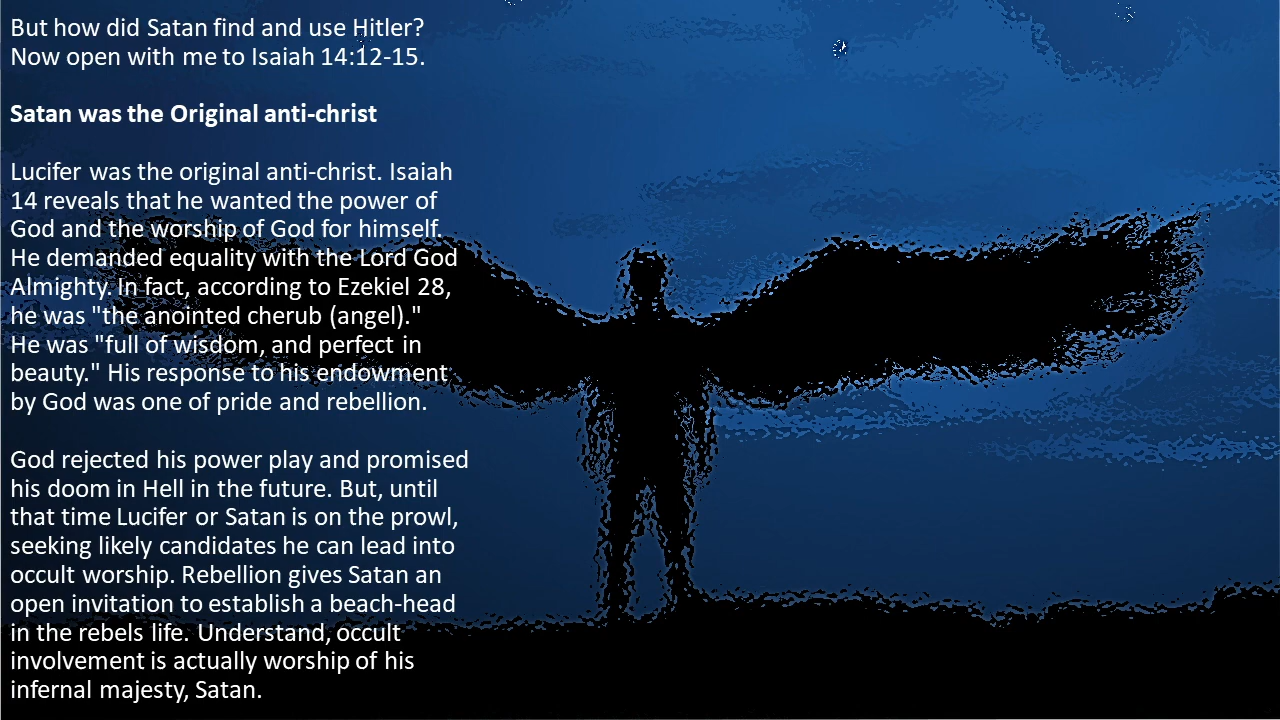 But how did Satan find and use Hitler?
Now open with me to Isaiah 14:12-15.
Satan was the Original anti-christ
Lucifer was the original anti-christ. Isaiah
14 reveals that he wanted the power of
God and the worship of God for himself.
He demanded equality with the Lord God
Almighty. In fact, according to Ezekiel 28,
he was "the anointed cherub (angel)."
He was "full of wisdom, and perfect in
beauty." His response to his endowment
by God was one of pride and rebellion.
God rejected his power play and promised
his doom in Hell in the future. But, until
that time Lucifer or Satan is on the prowl,
seeking likely candidates he can lead into
occult worship. Rebellion gives Satan an
open invitation to establish a beach-head
in the rebels life. Understand, occult
involvement is actually worship of his
infernal majesty, Satan.